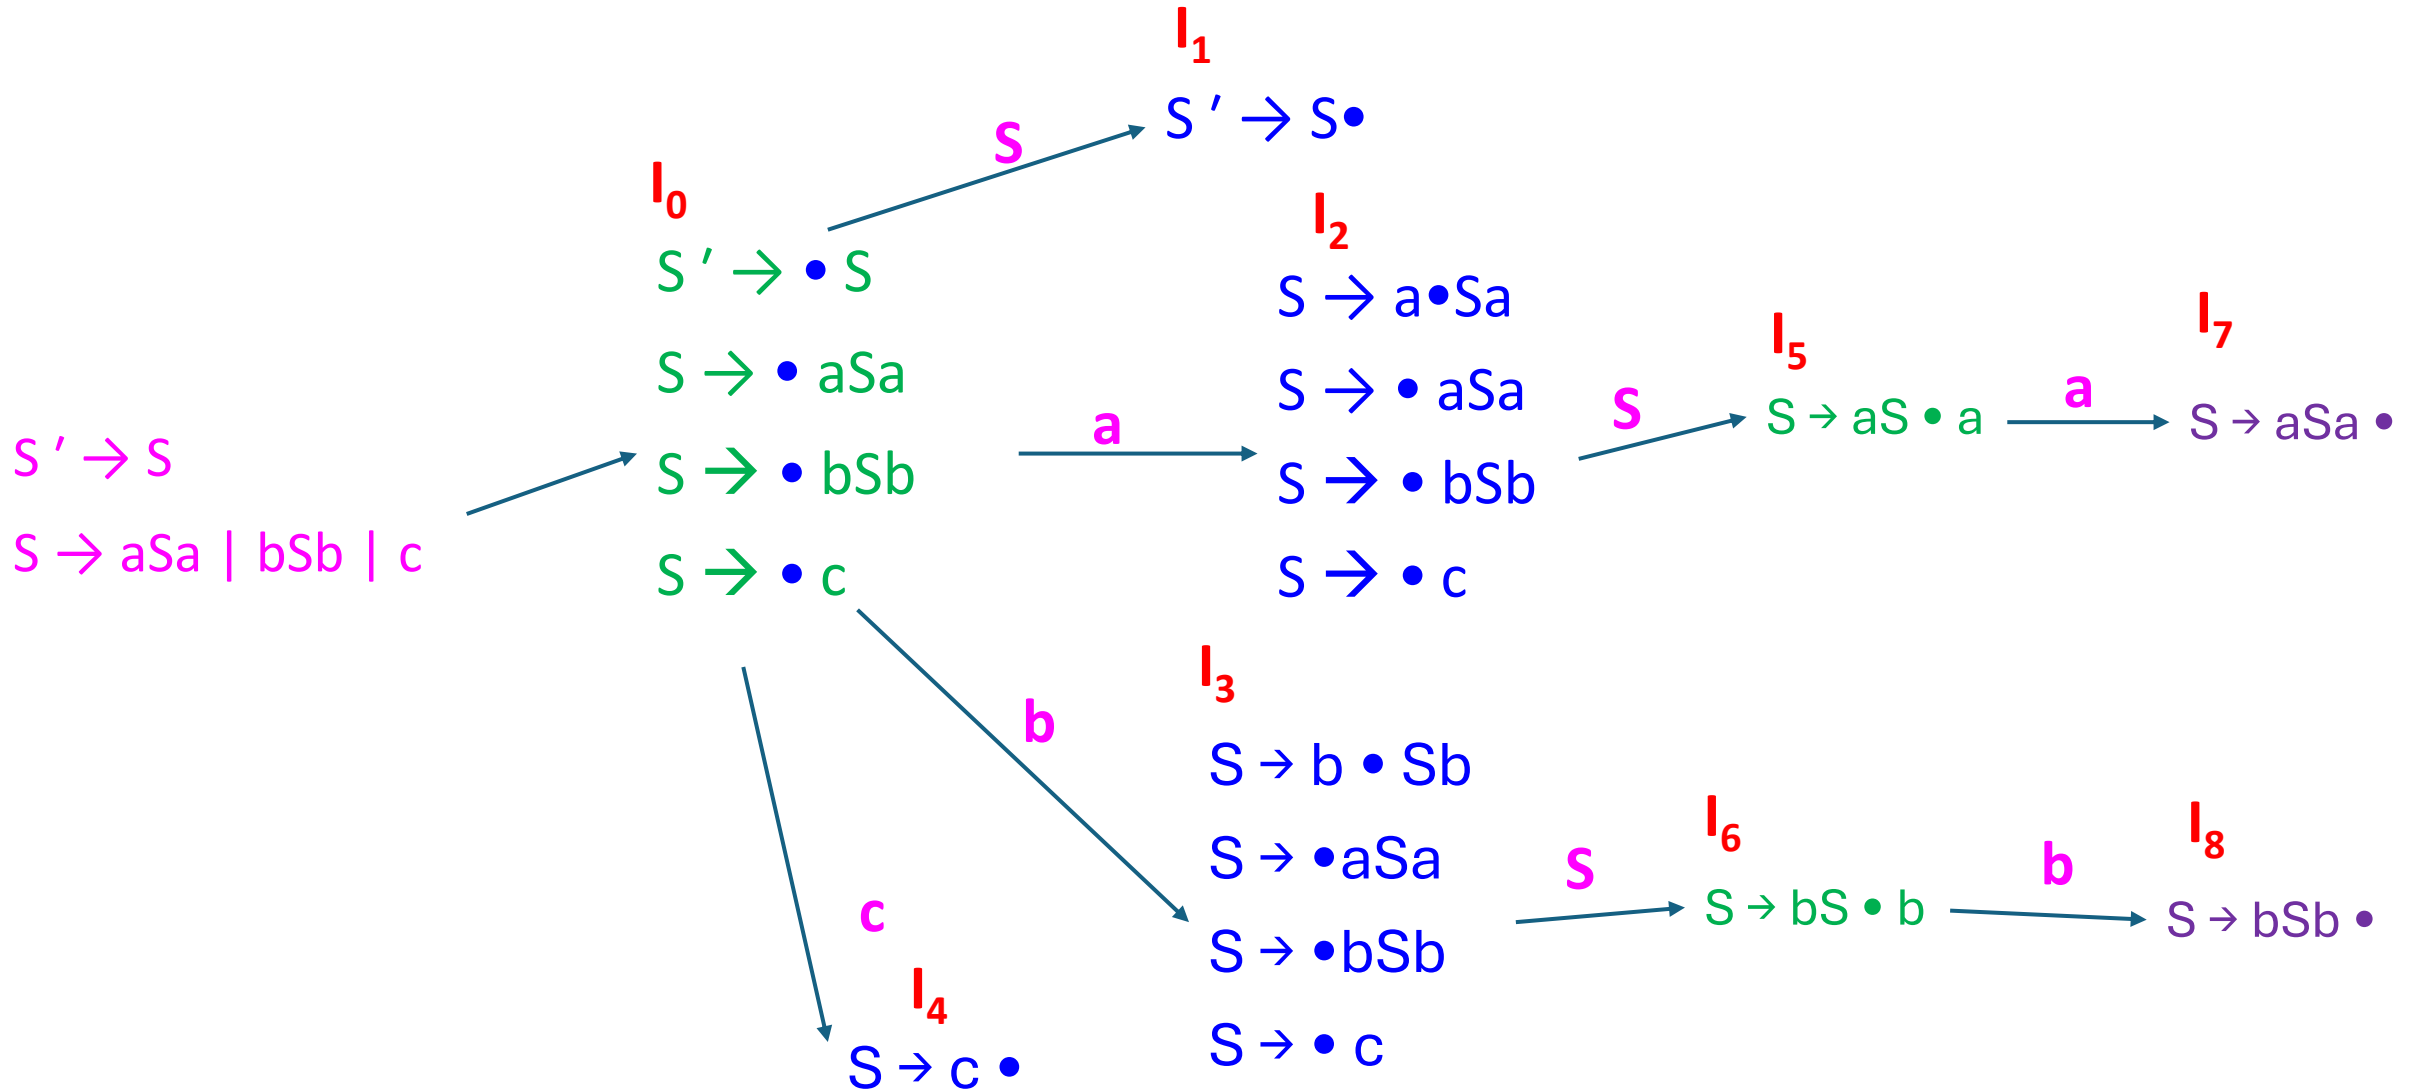 S ′ → S
S → aSa | bSb | c
I0
S ′ → • S
S → • aSa
S → • bSb
S → • c
S
I1
S ′ → S•
a
I2
S → a•Sa
S → • aSa
S → • bSb
S → • c
S
I5
S → aS • a
a
I7
S → aSa •
b
I3
S → b • Sb
S → •aSa
S → •bSb
S → • c
S
I6
S → bS • b
b
I8
S → bSb •
c
I4
S → c •